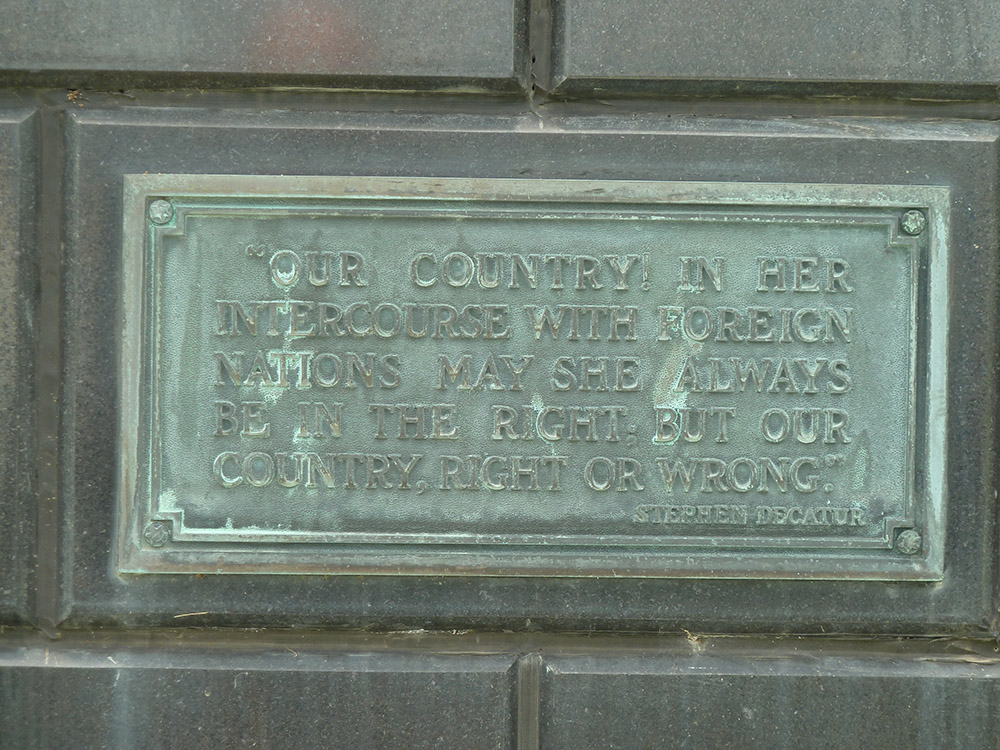 "OUR COUNTRY! IN HER
INTERCOURSE WITH FOREIGN
NATIONS MAY SHE ALWAYS
BE IN THE RIGHT; BUT OUR
COUNTRY, RIGHT OR WRONG."
STEPHEN DECATUR